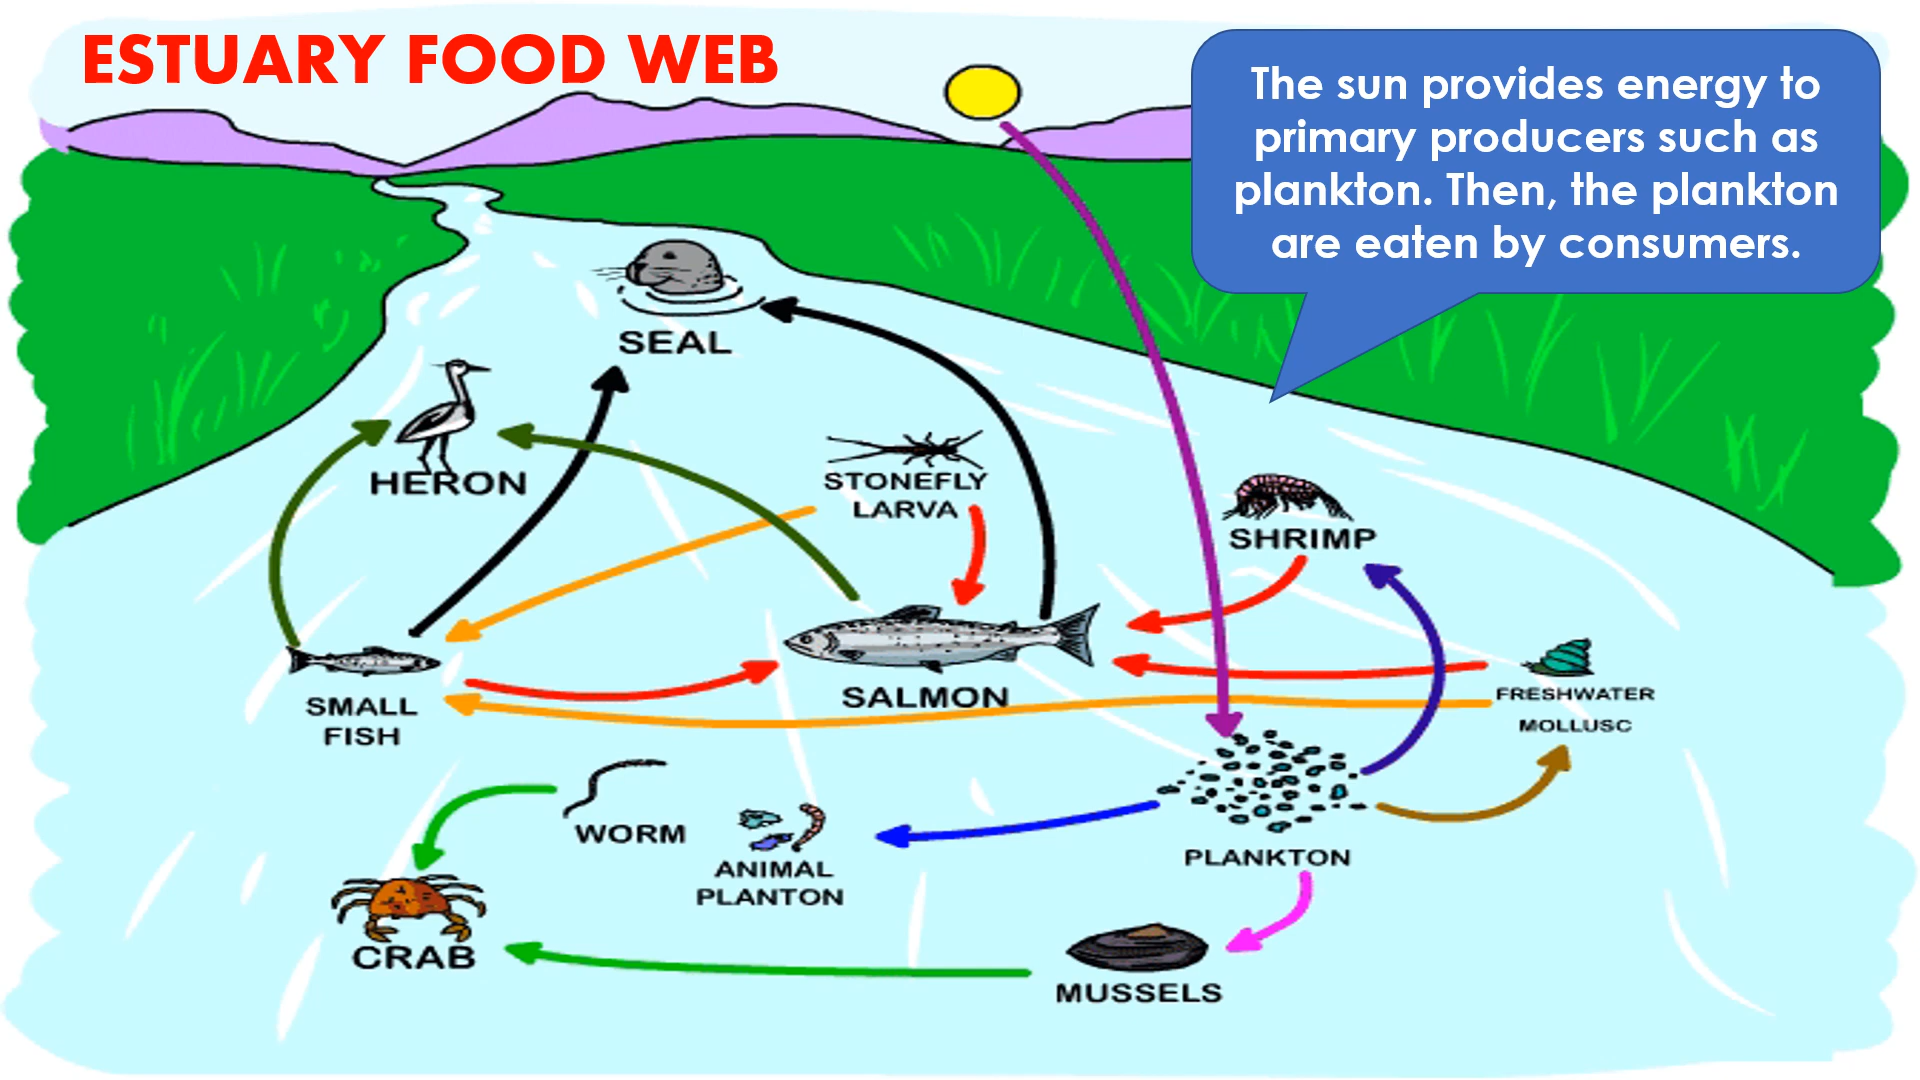 ESTUARY FOOD WEB
The sun provides energy to
primary producers such as
plankton. Then, the plankton
are eaten by consumers.
SEAL
HERON
STONEFLY
LARVA
SHRIMP
SMALL
FISH
SALMON
FRESHWATER
MOLLUSC
WORM
ANIMAL
PLANTON
PLANKTON
CRAB
MUSSELS